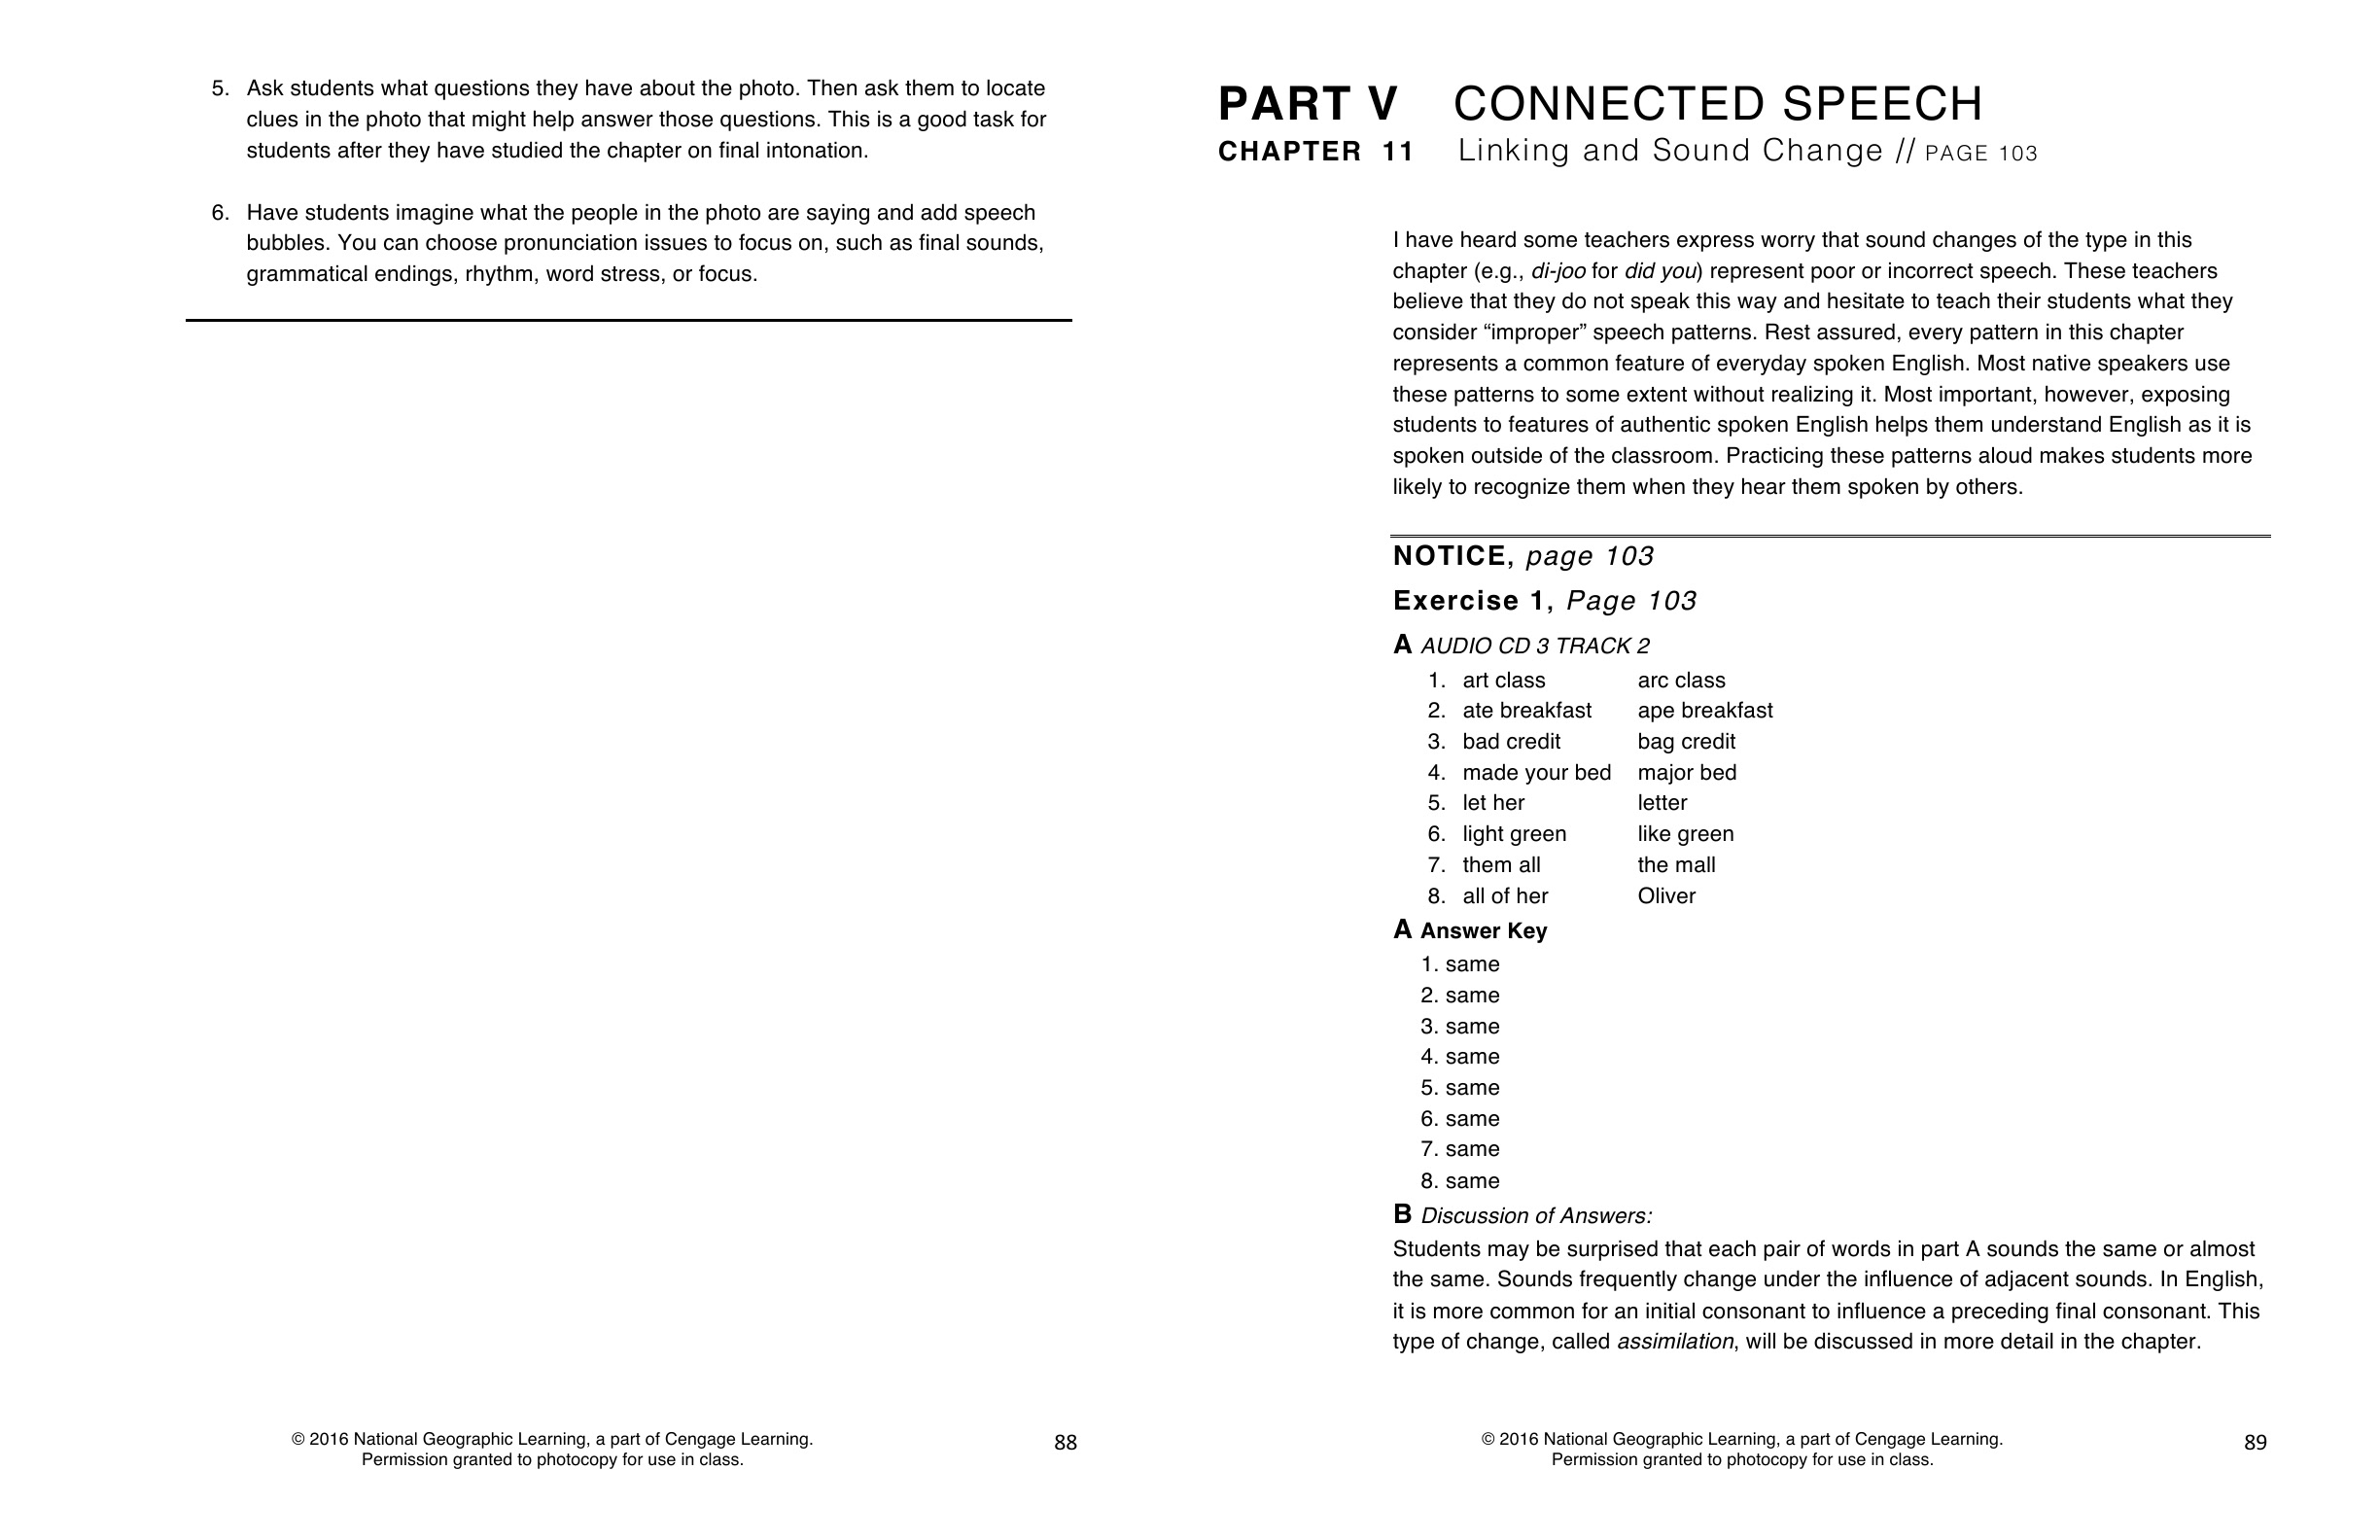 5. Ask students what questions they have about the photo. Then ask them to locate
clues in the photo that might help answer those questions. This is a good task for
students after they have studied the chapter on final intonation.
6. Have students imagine what the people in the photo are saying and add speech
bubbles. You can choose pronunciation issues to focus on, such as final sounds,
grammatical endings, rhythm, word stress, or focus.
© 2016 National Geographic Learning, a part of Cengage Learning.
Permission granted to photocopy for use in class.
88
PART V CONNECTED SPEECH
CHAPTER 11 Linking and Sound Change // PAGE 103
I have heard some teachers express worry that sound changes of the type in this
chapter (e.g., di-joo for did you) represent poor or incorrect speech. These teachers
believe that they do not speak this way and hesitate to teach their students what they
consider “improper” speech patterns. Rest assured, every pattern in this chapter
represents a common feature of everyday spoken English. Most native speakers use
these patterns to some extent without realizing it. Most important, however, exposing
students to features of authentic spoken English helps them understand English as it is
spoken outside of the classroom. Practicing these patterns aloud makes students more
likely to recognize them when they hear them spoken by others.
NOTICE, page 103
Exercise 1, Page 103
A AUDIO CD 3 TRACK 2
1. art class arc class
2. ate breakfast ape breakfast
3. bad credit bag credit
4. made your bed major bed
5. let her letter
6. light green like green
7. them all the mall
8. all of her Oliver
A Answer Key
1. same
2. same
3. same
4. same
5. same
6. same
7. same
8. same
B Discussion of Answers:
Students may be surprised that each pair of words in part A sounds the same or almost
the same. Sounds frequently change under the influence of adjacent sounds. In English,
it is more common for an initial consonant to influence a preceding final consonant. This
type of change, called assimilation, will be discussed in more detail in the chapter.
© 2016 National Geographic Learning, a part of Cengage Learning.
Permission granted to photocopy for use in class.
89